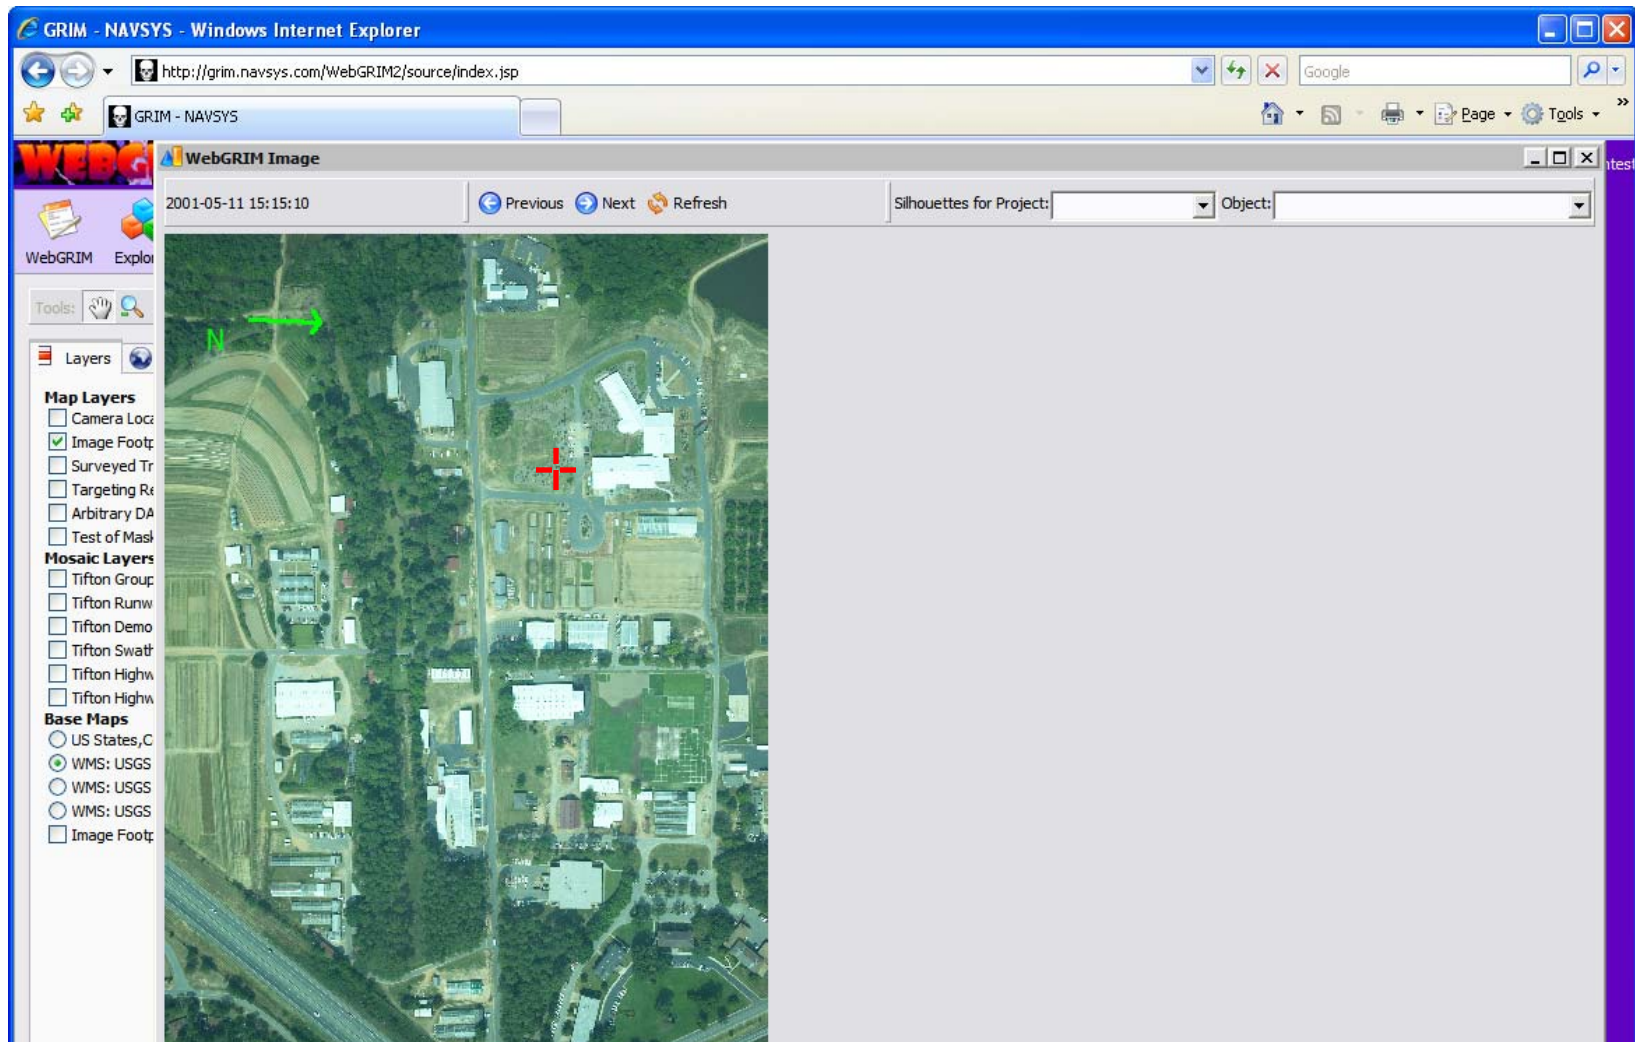 GRIM - NAVSYS - Windows Internet Explorer
http://grim.navsys.com/WebGRIM2/source/index.jsp
Google
GRIM - NAVSYS
Page
Tools
»
WEBG
WebGRIM Image
ntest
2001-05-11 15:15:10
Previous
Next
Refresh
Silhouettes for Project:
Object:
WebGRIM
Explo
Tools:
N
Layers
Map Layers
Camera Loca
Image Footp
Surveyed Tr
Targeting Re
Arbitrary DA
Test of Mask
Mosaic Layers
Tifton Group
Tifton Runw
Tifton Demo
Tifton Swath
Tifton Highw
Tifton Highw
Base Maps
US States,C
WMS: USGS
WMS: USGS
WMS: USGS
Image Footp